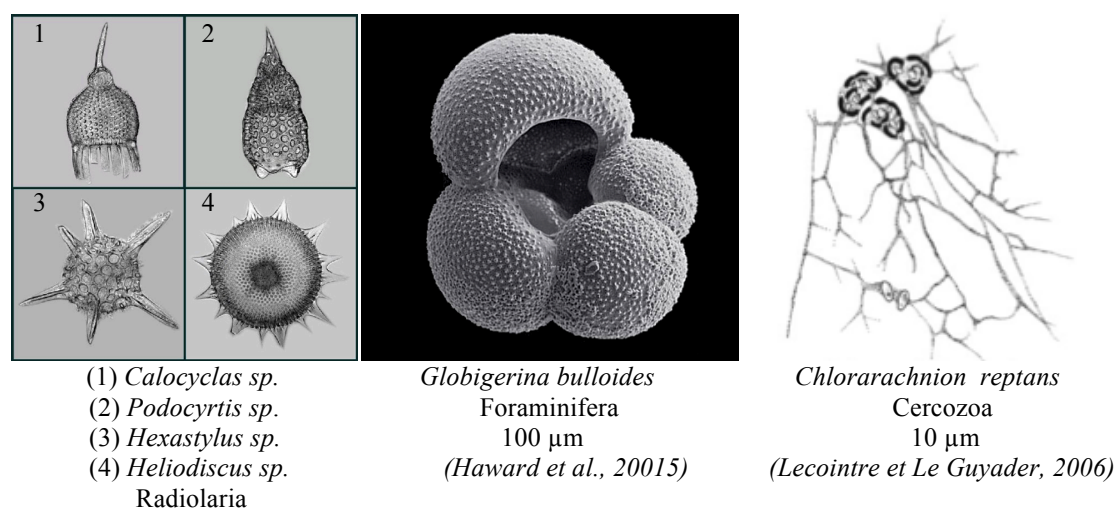 1
2
3
4
(1) Calocyclas sp.
(2) Podocyrtis sp.
(3) Hexastylus sp.
(4) Heliodiscus sp.
Radiolaria
Globigerina bulloides
Foraminifera
100 µm
(Haward et al., 20015)
Chlorarachnion reptans
Cercozoa
10 µm
(Lecointre et Le Guyader, 2006)